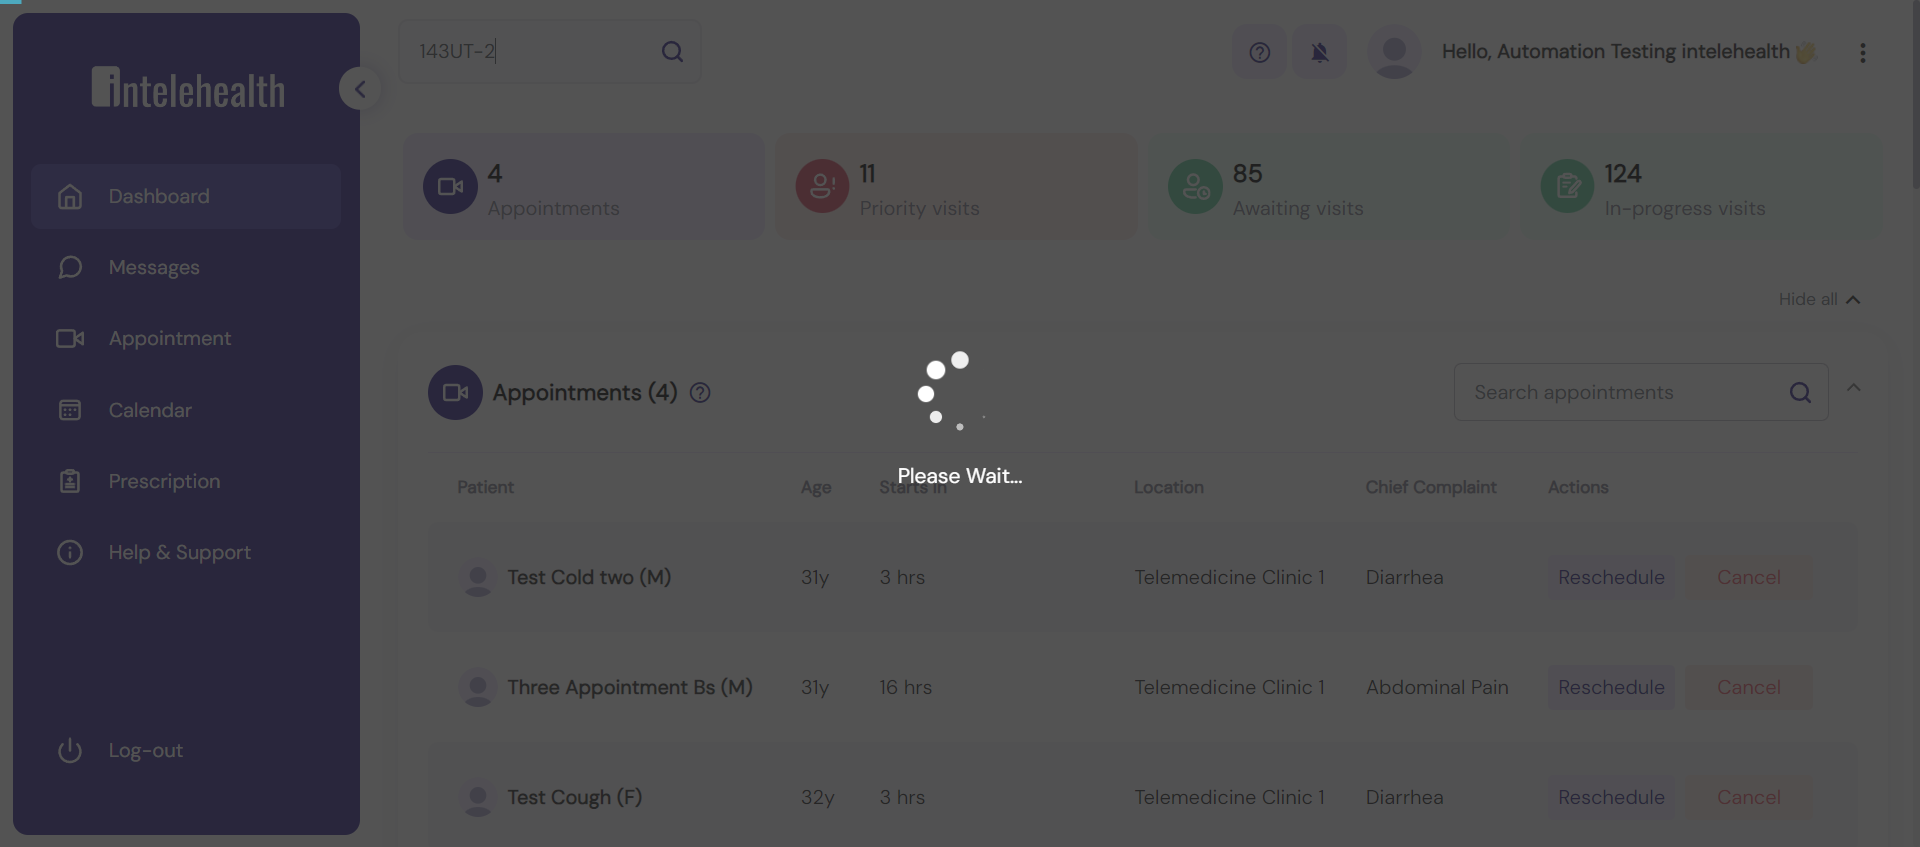 intelehealth
Dashboard
Messages
Appointment
Calendar
Prescription
Help & Support
Log-out
143UT-2
Hello, Automation Testing intelehealth
4
Appointments
11
Priority visits
85
Awaiting visits
124
In-progress visits
Hide all
Appointments (4)
Search appointments
Please Wait...
Patient Age Starts in Location Chief Complaint Actions
Test Cold two (M) 31y 3 hrs Telemedicine Clinic 1 Diarrhea Reschedule Cancel
Three Appointment Bs (M) 31y 16 hrs Telemedicine Clinic 1 Abdominal Pain Reschedule Cancel
Test Cough (F) 32y 3 hrs Telemedicine Clinic 1 Diarrhea Reschedule Cancel